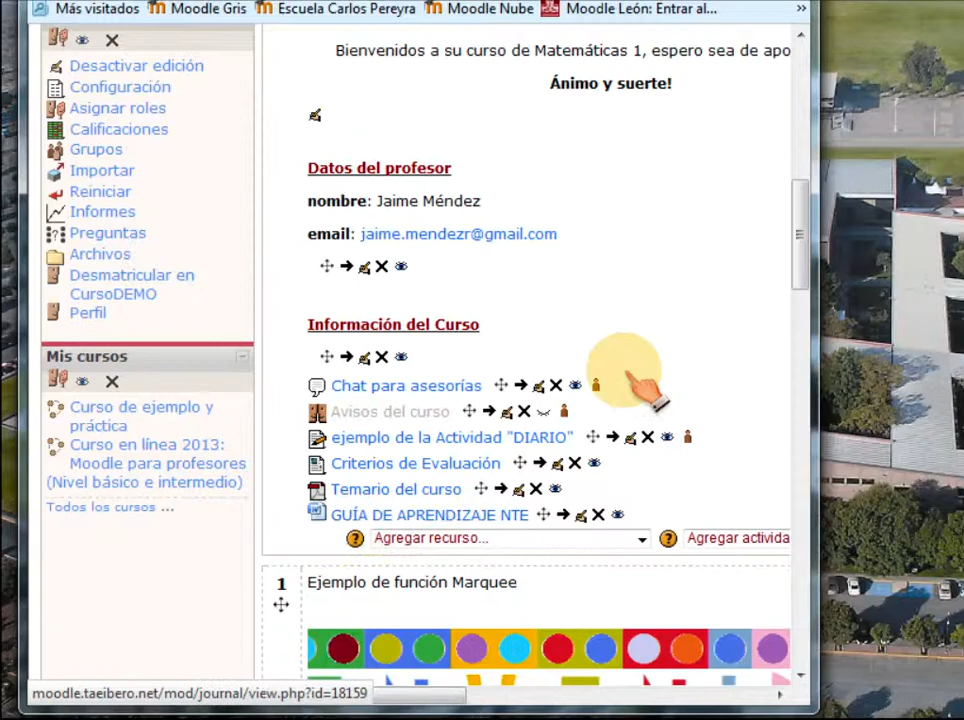 Más visitados Moodle Gris Escuela Carlos Pereyra Moodle Nube Moodle León: Entrar al... »
Desactivar edición
Configuración
Asignar roles
Calificaciones
Grupos
Importar
Reiniciar
Informes
Preguntas
Archivos
Desmatricular en
CursoDEMO
Perfil
Mis cursos
Curso de ejemplo y
práctica
Curso en línea 2013:
Moodle para profesores
(Nivel básico e intermedio)
Todos los cursos ...
Bienvenidos a su curso de Matemáticas 1, espero sea de apo
Ánimo y suerte!
Datos del profesor
nombre: Jaime Méndez
email: jaime.mendezr@gmail.com
Información del Curso
Chat para asesorías
Avisos del curso
ejemplo de la Actividad "DIARIO"
Criterios de Evaluación
Temario del curso
GUÍA DE APRENDIZAJE NTE
? Agregar recurso... ? Agregar activida
1 Ejemplo de función Marquee
moodle.taeibero.net/mod/journal/view.php?id=18159